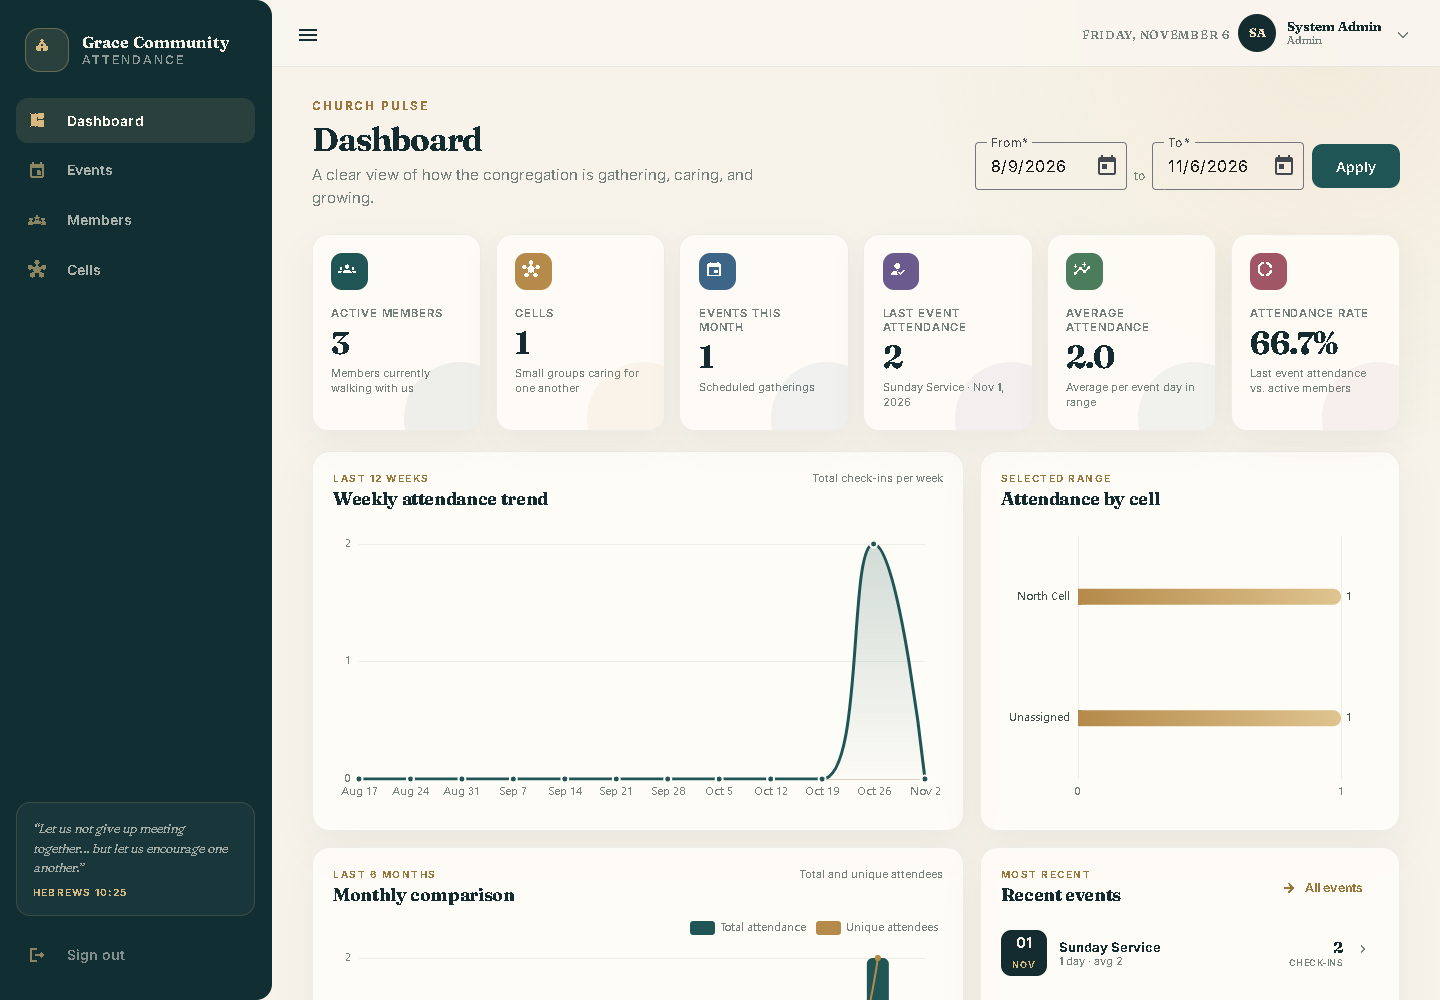 Grace Community
ATTENDANCE
Dashboard
Events
Members
Cells
“Let us not give up meeting
together… but let us encourage one
another.”
HEBREWS 10:25
Sign out
FRIDAY, NOVEMBER 6
SA
System Admin
Admin
CHURCH PULSE
Dashboard
A clear view of how the congregation is gathering, caring, and
growing.
From*
8/9/2026
to
To*
11/6/2026
Apply
ACTIVE MEMBERS
3
Members currently
walking with us
CELLS
1
Small groups caring for
one another
EVENTS THIS
MONTH
1
Scheduled gatherings
LAST EVENT
ATTENDANCE
2
Sunday Service · Nov 1,
2026
AVERAGE
ATTENDANCE
2.0
Average per event day in
range
ATTENDANCE RATE
66.7%
Last event attendance
vs. active members
LAST 12 WEEKS
Weekly attendance trend
Total check-ins per week
2
1
0
Aug 17 Aug 24 Aug 31 Sep 7 Sep 14 Sep 21 Sep 28 Oct 5 Oct 12 Oct 19 Oct 26 Nov 2
SELECTED RANGE
Attendance by cell
North Cell 1
Unassigned 1
0 1
LAST 6 MONTHS
Monthly comparison
Total and unique attendees
Total attendance Unique attendees
2
MOST RECENT
Recent events
All events
01
NOV
Sunday Service
1 day · avg 2
2
CHECK-INS